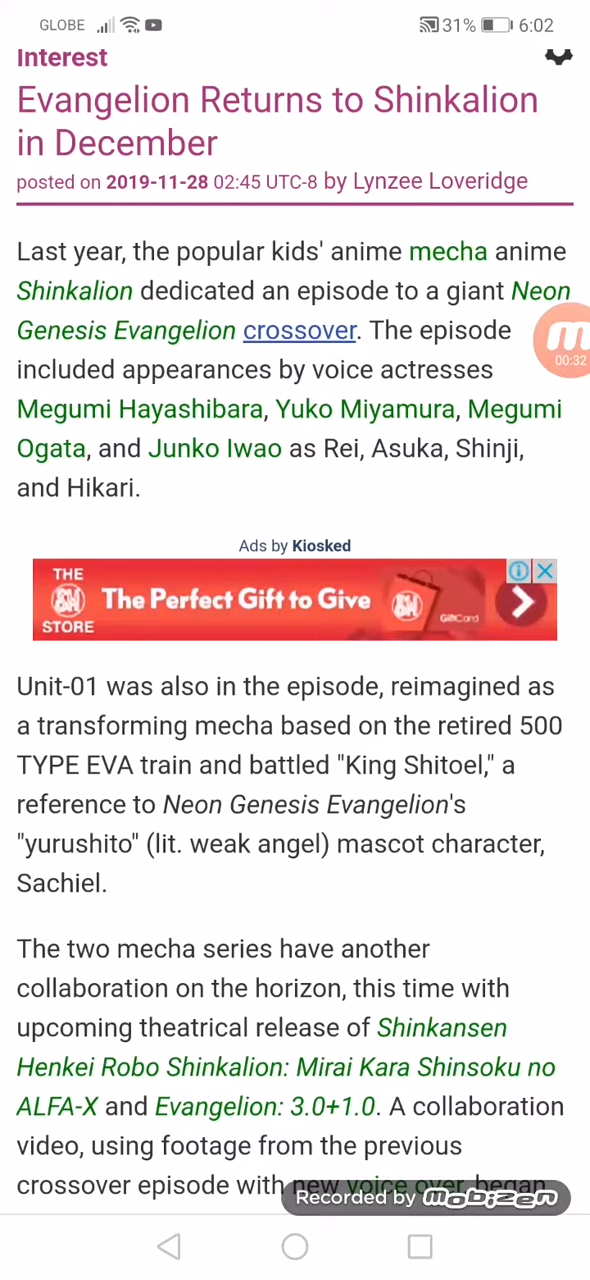 GLOBE 31% 6:02
Interest
Evangelion Returns to Shinkalion
in December
posted on 2019-11-28 02:45 UTC-8 by Lynzee Loveridge
Last year, the popular kids' anime mecha anime
Shinkalion dedicated an episode to a giant Neon
Genesis Evangelion crossover. The episode
00:32
included appearances by voice actresses
Megumi Hayashibara, Yuko Miyamura, Megumi
Ogata, and Junko Iwao as Rei, Asuka, Shinji,
and Hikari.
Ads by Kiosked
THE
SM
STORE
The Perfect Gift to Give
SM
GiftCard
Unit-01 was also in the episode, reimagined as
a transforming mecha based on the retired 500
TYPE EVA train and battled "King Shitoel," a
reference to Neon Genesis Evangelion's
"yurushito" (lit. weak angel) mascot character,
Sachiel.
The two mecha series have another
collaboration on the horizon, this time with
upcoming theatrical release of Shinkansen
Henkei Robo Shinkalion: Mirai Kara Shinsoku no
ALFA-X and Evangelion: 3.0+1.0. A collaboration
video, using footage from the previous
crossover episode with new voice over, began
Recorded by mobizen